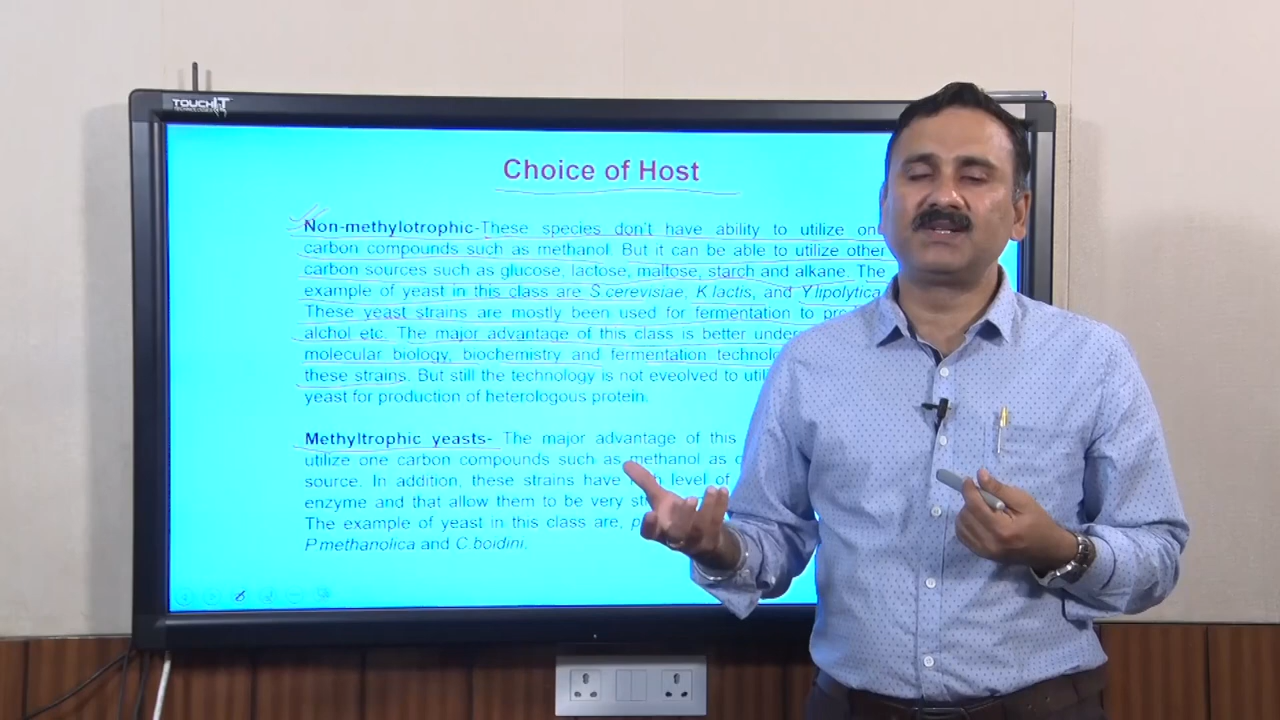 TOUCHIT
TECHNOLOGIES
Choice of Host
Non-methylotrophic-These species don't have ability to utilize
carbon compounds such as methanol. But it can be able to utilize other
carbon sources such as glucose, lactose, maltose, starch and alkane. The
example of yeast in this class are S.cerevisiae, K.lactis, and Y.lipolytica
These yeast strains are mostly been used for fermentation to
alchol etc. The major advantage of this class is better
molecular biology, biochemistry and fermentation
these strains. But still the technology is not eveolved to
yeast for production of heterologous protein.
Methyltrophic yeasts- The major advantage of this
utilize one carbon compounds such as methanol as
source. In addition, these strains have level of
enzyme and that allow them to be very
The example of yeast in this class are,
P.methanolica and C.boidini.